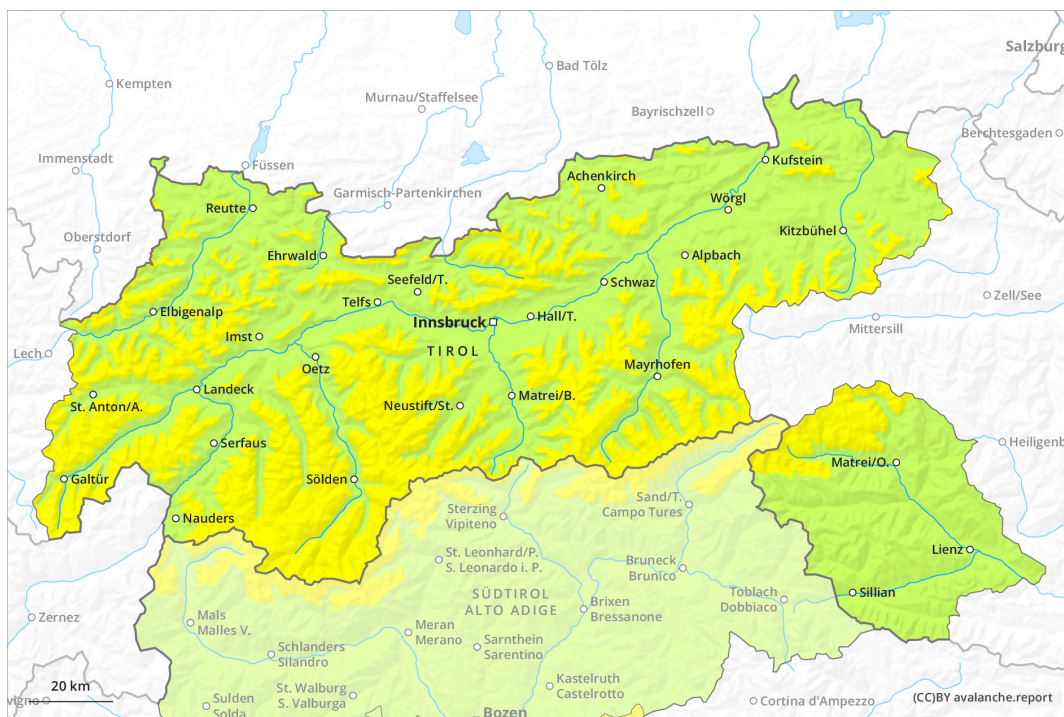 Salzburg
Bad Tölz
Kempten
Murnau/Staffelsee
Bayrischzell
Berchtesgaden
Immenstadt
Füssen
Kufstein
Achenkirch
Garmisch-Partenkirchen
Wörgl
Reutte
Oberstdorf
Kitzbühel
Ehrwald
Alpbach
Seefeld/T.
Schwaz
Zell/See
Telfs
Elbigenalp
Innsbruck
Hall/T.
Mittersill
Imst
TIROL
Lech
Oetz
Mayrhofen
Landeck
Matrei/B.
St. Anton/A.
Neustift/St.
Serfaus
Heiligenb
Matrei/O.
Galtür
Sölden
Sand/T.
Campo Tures
Sterzing
Vipiteno
Nauders
Lienz
St. Leonhard/P.
S. Leonardo i. P.
Bruneck
Brunico
SÜDTIROL
ALTO ADIGE
Toblach
Dobbiaco
Sillian
Brixen
Bressanone
Zernez
Mals
Malles V.
Meran
Merano
Sarnthein
Sarentino
Schlanders
Silandro
Kastelruth
Castelrotto
20 km
St. Walburg
S. Valburga
vigno
Sulden
Solda
Cortina d'Ampezzo
(CC)BY avalanche.report
Bozen